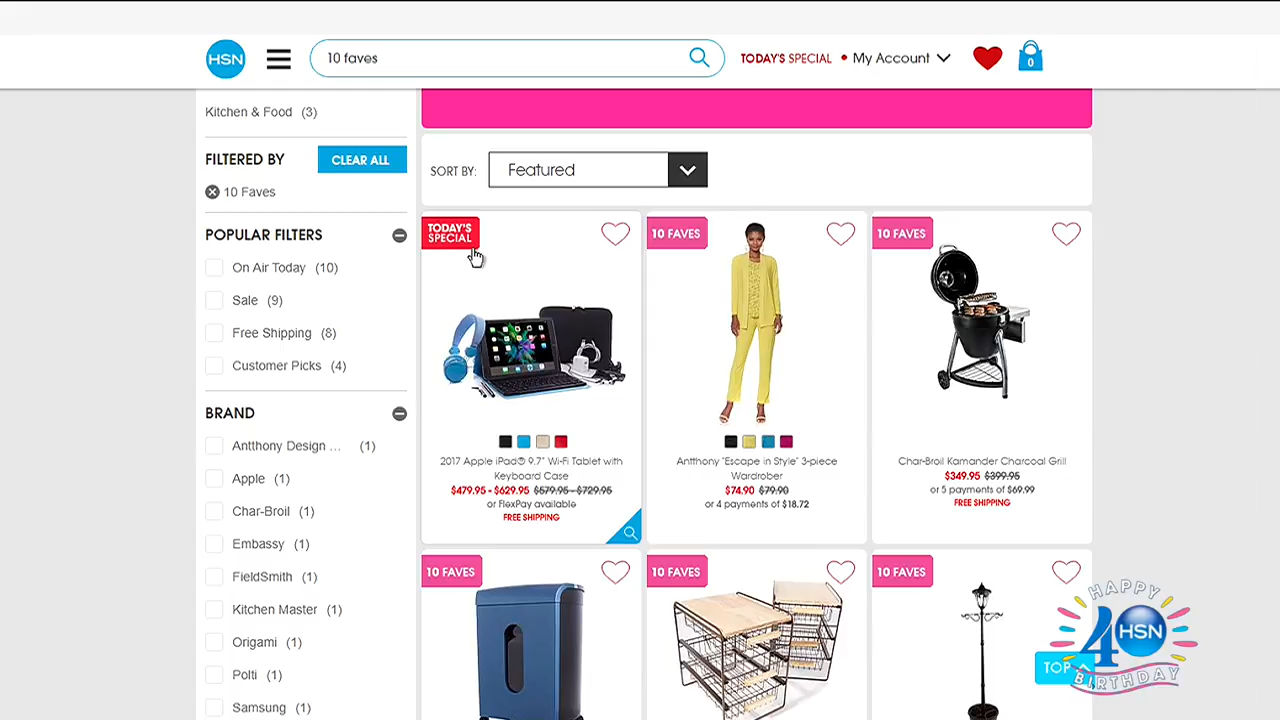 HSN
10 faves
TODAY'S SPECIAL
My Account
0
Kitchen & Food (3)
FILTERED BY
CLEAR ALL
10 Faves
POPULAR FILTERS
On Air Today (10)
Sale (9)
Free Shipping (8)
Customer Picks (4)
BRAND
Antthony Design ... (1)
Apple (1)
Char-Broil (1)
Embassy (1)
FieldSmith (1)
Kitchen Master (1)
Origami (1)
Polti (1)
Samsung (1)
SORT BY:
Featured
TODAY'S
SPECIAL
2017 Apple iPad® 9.7" Wi-Fi Tablet with
Keyboard Case
$479.95 - $629.95 $579.95 - $729.95
or FlexPay available
FREE SHIPPING
10 FAVES
Antthony "Escape in Style" 3-piece
Wardrober
$74.90 $79.90
or 4 payments of $18.72
10 FAVES
Char-Broil Kamander Charcoal Grill
$349.95 $399.95
or 5 payments of $69.99
FREE SHIPPING
10 FAVES
10 FAVES
10 FAVES
TOP
HAPPY
40
HSN
BIRTHDAY